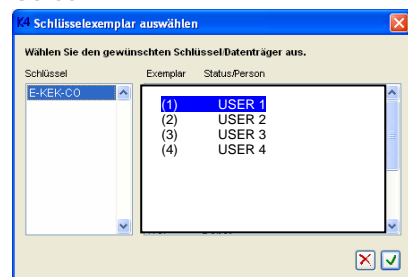 K4 Schlüsselexemplar auswählen
Wählen Sie den gewünschten Schlüssel/Datenträger aus.
Schlüssel Exemplar Status/Person
E-KEK-CO
(1) USER 1
(2) USER 2
(3) USER 3
(4) USER 4